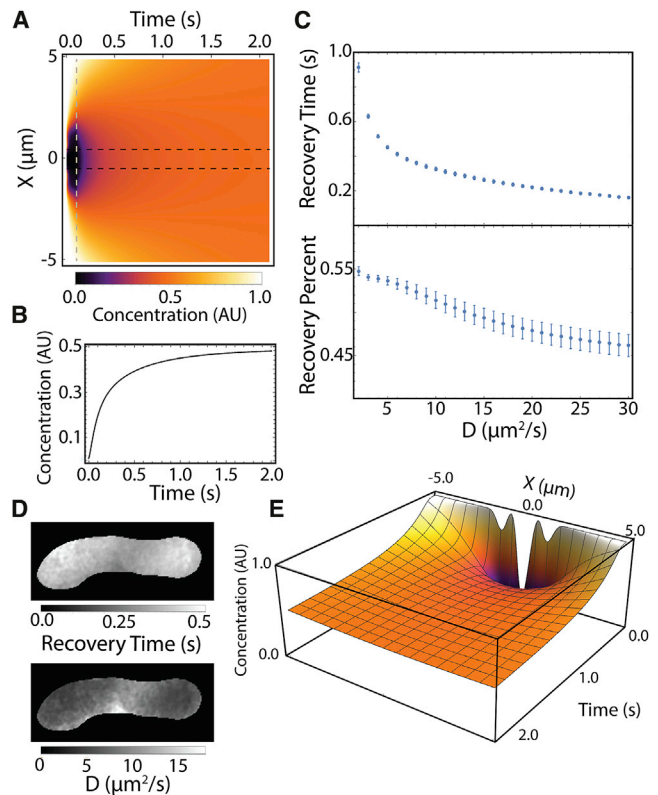 A
Time (s)
0.0 0.5 1.0 1.5 2.0
5
0
-5
X (μm)
0.0 0.5 1.0
Concentration (AU)
B
0.5
0.3
0.1
Concentration (AU)
0.0 0.5 1.0 1.5 2.0
Time (s)
C
1.0
0.6
0.2
Recovery Time (s)
0.55
0.45
Recovery Percent
5 10 15 20 25 30
D (μm²/s)
D
0 0.25 0.5
Recovery Time (s)
0 5 10 15
D (μm²/s)
E
-5.0 X (μm)
0.0
5.0
1.0
0.0
Concentration (AU)
0.0
1.0
2.0
Time (s)